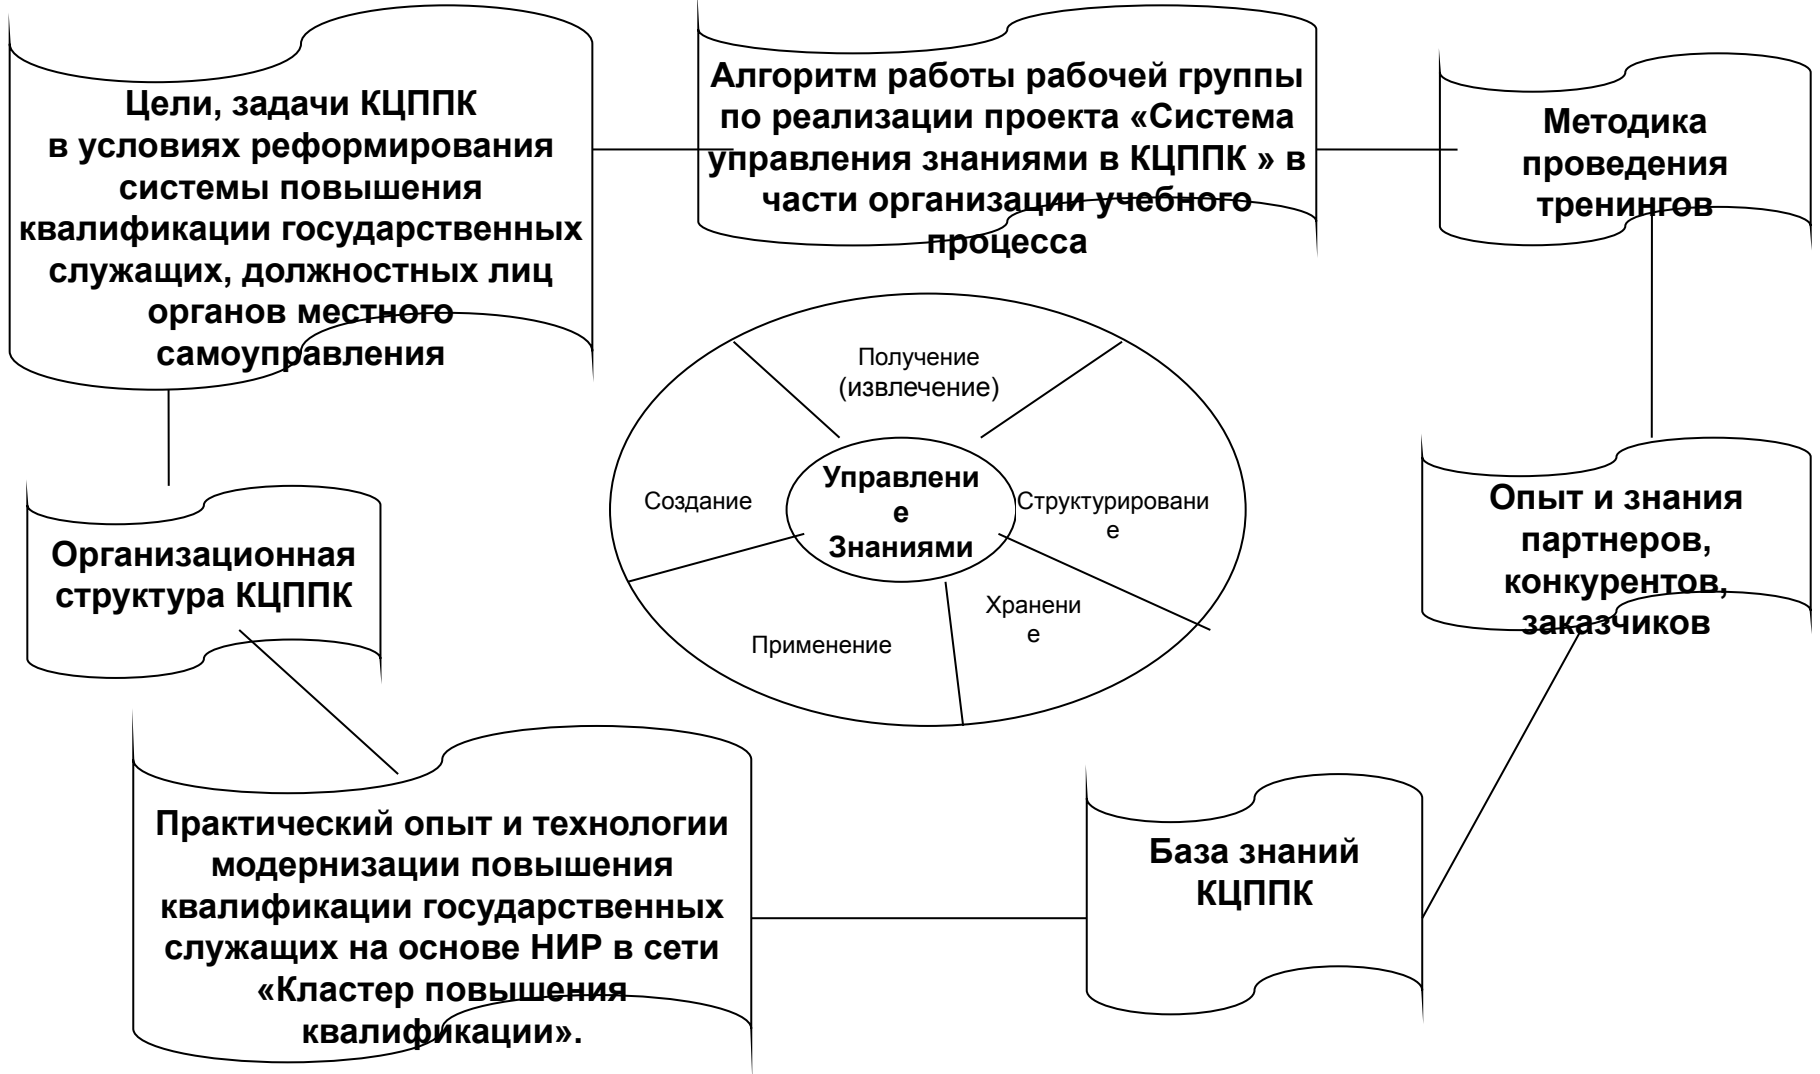 Цели, задачи КЦППК
в условиях реформирования
системы повышения
квалификации государственных
служащих, должностных лиц
органов местного
самоуправления
Алгоритм работы рабочей группы
по реализации проекта «Система
управления знаниями в КЦППК » в
части организации учебного
процесса
Методика
проведения
тренингов
Получение
(извлечение)
Создание
Управлени
е
Знаниями
Структурировани
е
Хранени
е
Применение
Организационная
структура КЦППК
Опыт и знания
партнеров,
конкурентов,
заказчиков
Практический опыт и технологии
модернизации повышения
квалификации государственных
служащих на основе НИР в сети
«Кластер повышения
квалификации».
База знаний
КЦППК